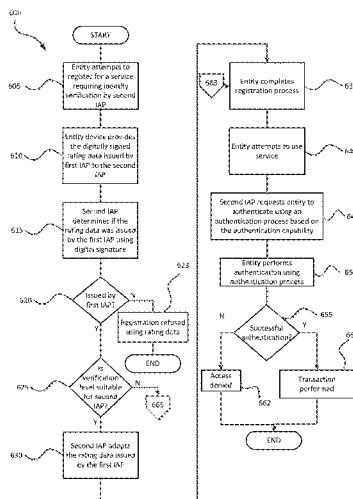 600
START
605
Entity attempts to
register for a service
requiring identity
verification by second
IAP
610
Entity device provides
the digitally signed
rating data issued by
first IAP to the second
IAP
615
Second IAP
determines if the
rating data was issued
by the first IAP using
digital signature
620
Issued by
first IAP?
N
Y
623
Registration refused
using rating data
END
625
Is
verification
level suitable
for second
IAP?
N
Y
665
630
Second IAP adopts
the rating data issued
by the first IAP
Entity completes
registration process
Entity attempts to use
service
Second IAP requests entity to
authenticate using an
authentication process based on
the authentication capability
Entity performs
authentication using
authentication process
655
Successful
authentication?
N
Y
Access
denied
662
Transaction
performed
END